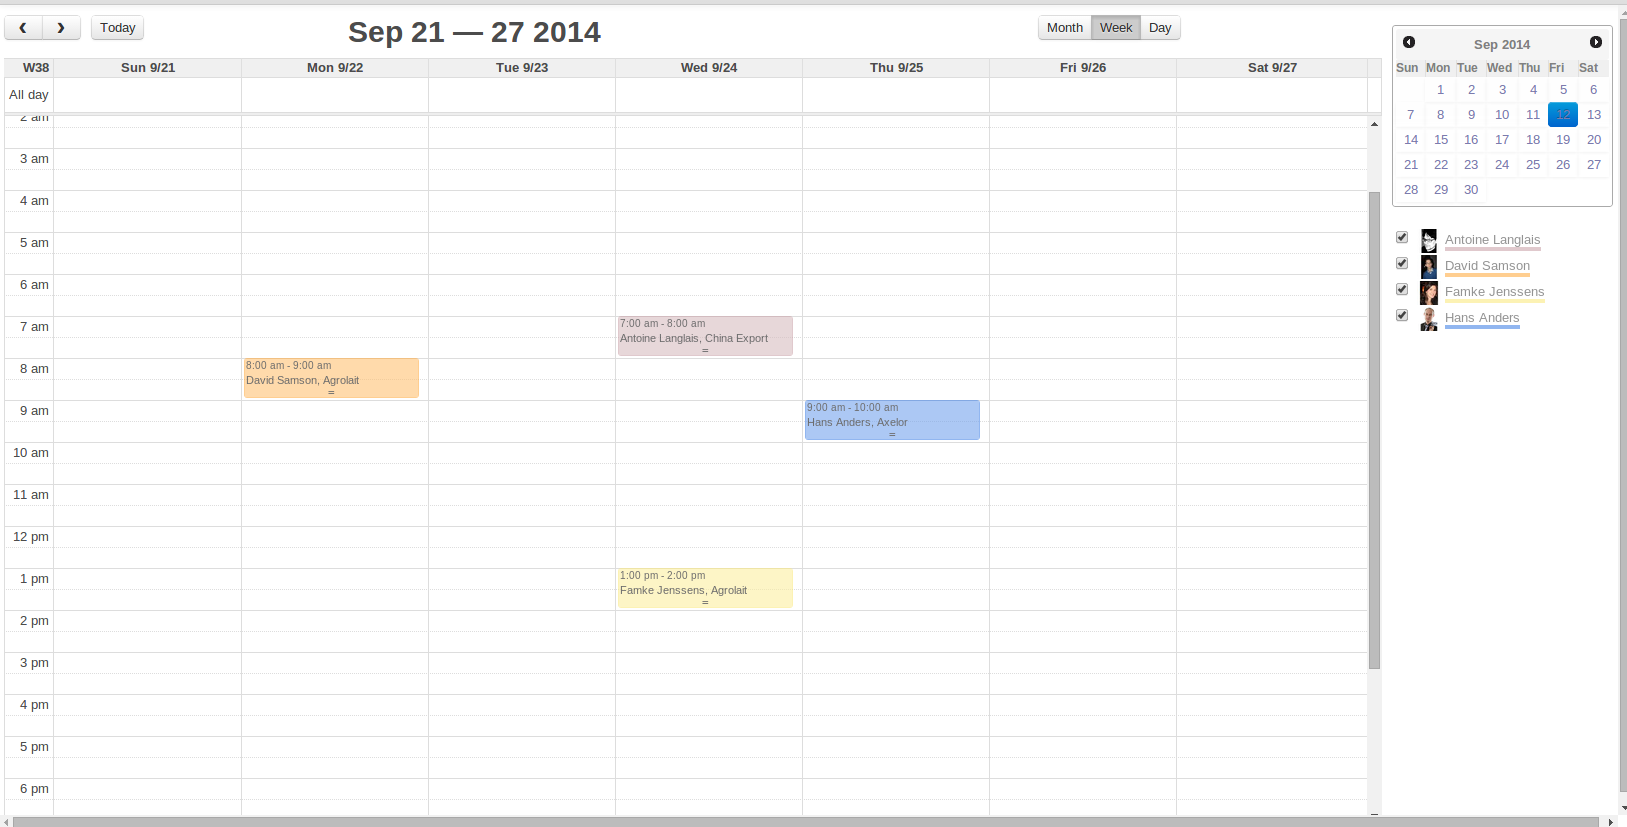 Today
Sep 21 — 27 2014
Month Week Day
W38 Sun 9/21 Mon 9/22 Tue 9/23 Wed 9/24 Thu 9/25 Fri 9/26 Sat 9/27
All day
2 am
3 am
4 am
5 am
6 am
7 am
7:00 am - 8:00 am
Antoine Langlais, China Export
8 am
8:00 am - 9:00 am
David Samson, Agrolait
9 am
9:00 am - 10:00 am
Hans Anders, Axelor
10 am
11 am
12 pm
1 pm
1:00 pm - 2:00 pm
Famke Jenssens, Agrolait
2 pm
3 pm
4 pm
5 pm
6 pm
Sep 2014
Sun Mon Tue Wed Thu Fri Sat
1 2 3 4 5 6
7 8 9 10 11 12 13
14 15 16 17 18 19 20
21 22 23 24 25 26 27
28 29 30
Antoine Langlais
David Samson
Famke Jenssens
Hans Anders